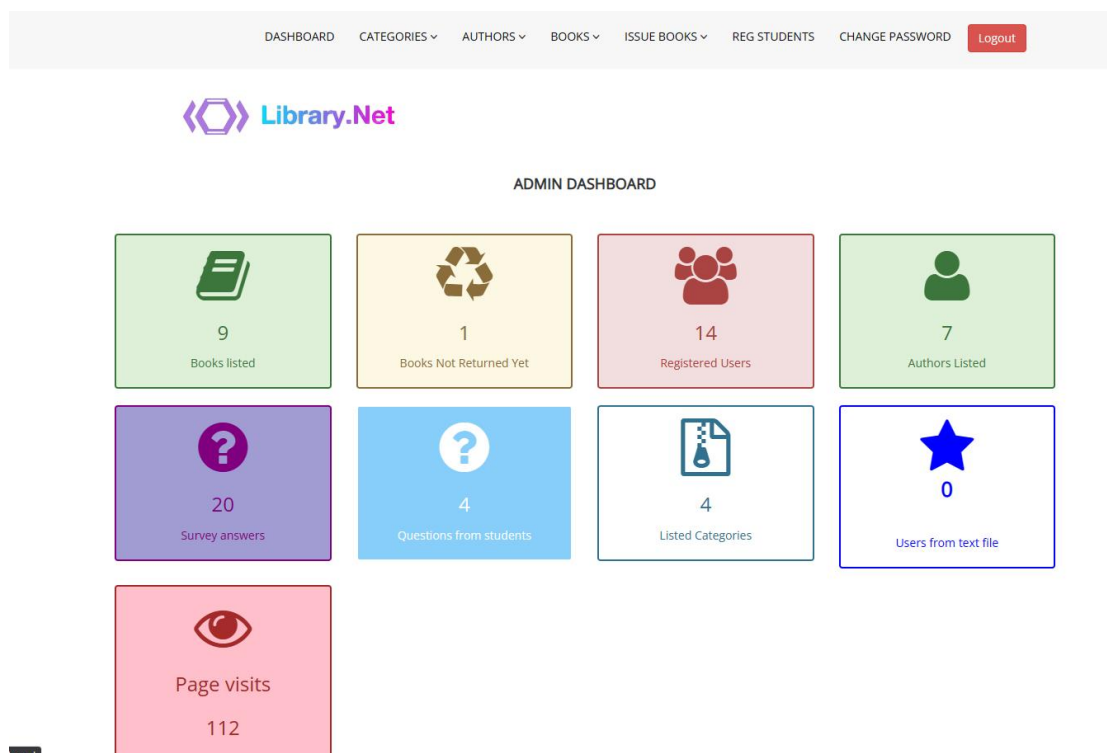 DASHBOARD CATEGORIES AUTHORS BOOKS ISSUE BOOKS REG STUDENTS CHANGE PASSWORD Logout
Library.Net
ADMIN DASHBOARD
9
Books listed
1
Books Not Returned Yet
14
Registered Users
7
Authors Listed
20
Survey answers
4
Questions from students
4
Listed Categories
0
Users from text file
Page visits
112